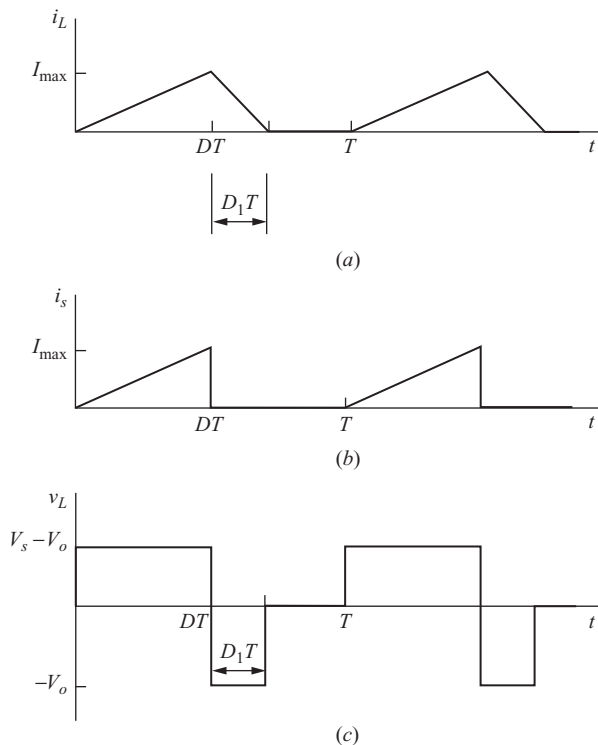 i_L
I_max
DT
T
t
D_1T
(a)
i_s
I_max
DT
T
t
(b)
v_L
V_s − V_o
DT
T
t
D_1T
−V_o
(c)